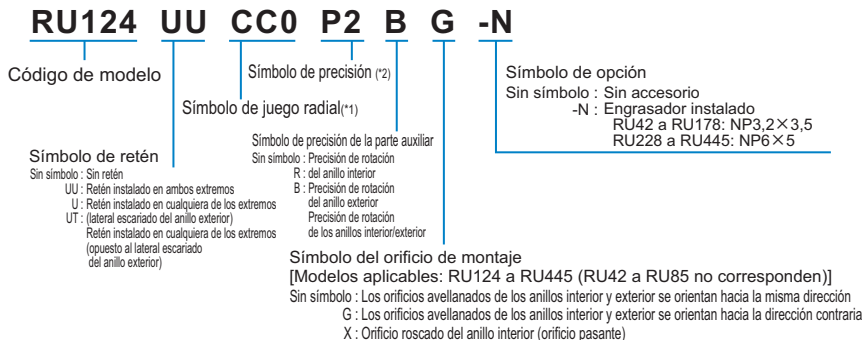 RU124 UU CC0 P2 B G -N
Código de modelo
Símbolo de precisión (*2)
Símbolo de juego radial(*1)
Símbolo de opción
Sin símbolo : Sin accesorio
-N : Engrasador instalado
RU42 a RU178: NP3,2×3,5
RU228 a RU445: NP6×5
Símbolo de precisión de la parte auxiliar
Sin símbolo : Precisión de rotación
R : del anillo interior
B : Precisión de rotación
del anillo exterior
Precisión de rotación
de los anillos interior/exterior
Símbolo de retén
Sin símbolo : Sin retén
UU : Retén instalado en ambos extremos
U : Retén instalado en cualquiera de los extremos
UT : (lateral escariado del anillo exterior)
Retén instalado en cualquiera de los extremos
(opuesto al lateral escariado
del anillo exterior)
Símbolo del orificio de montaje
[Modelos aplicables: RU124 a RU445 (RU42 a RU85 no corresponden)]
Sin símbolo : Los orificios avellanados de los anillos interior y exterior se orientan hacia la misma dirección
G : Los orificios avellanados de los anillos interior y exterior se orientan hacia la dirección contraria
X : Orificio roscado del anillo interior (orificio pasante)